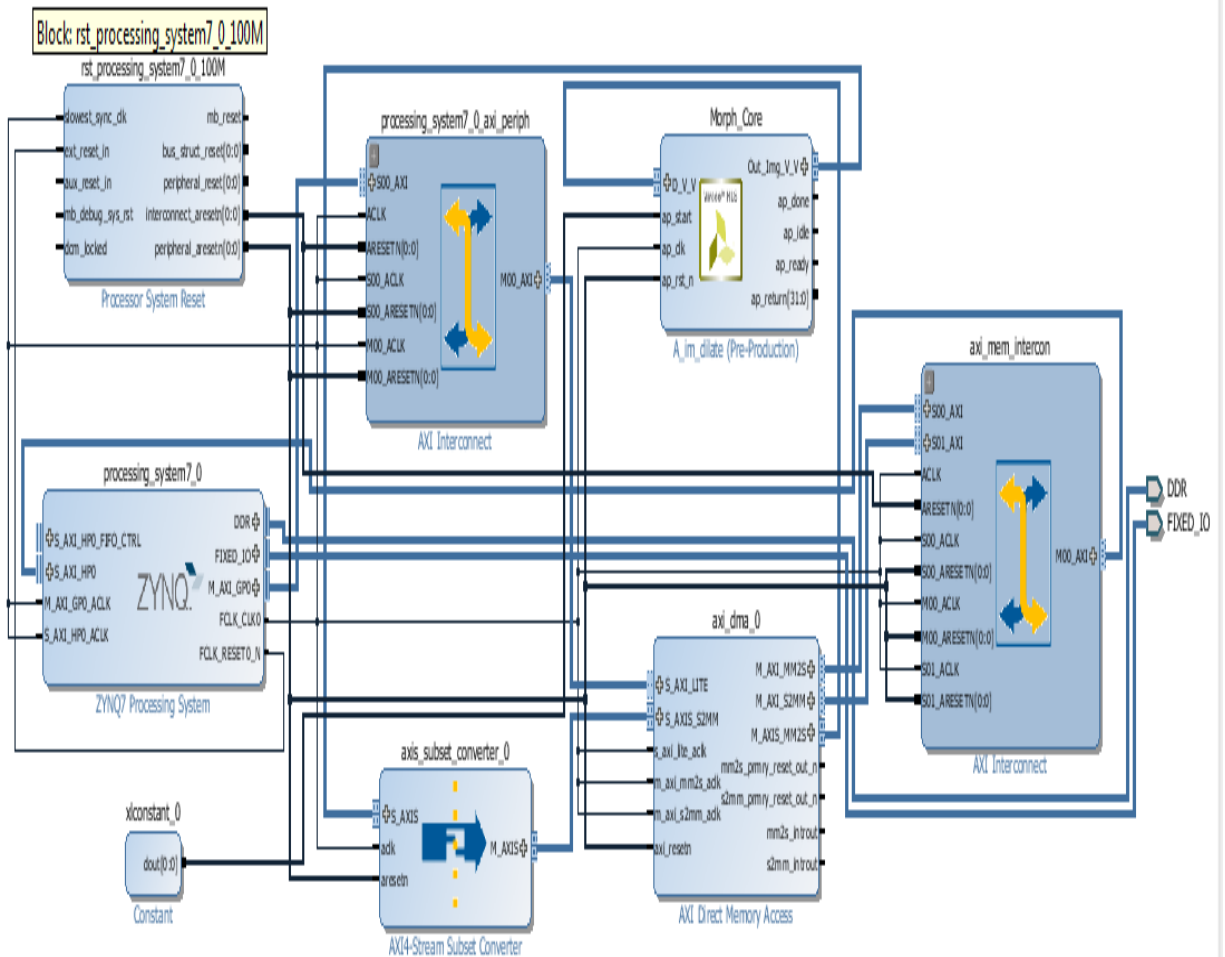 Block: rst_processing_system7_0_100M
rst_processing_system7_0_100M
slowest_sync_clk
mb_reset
ext_reset_in
bus_struct_reset[0:0]
aux_reset_in
peripheral_reset[0:0]
mb_debug_sys_rst
interconnect_aresetn[0:0]
dcm_locked
peripheral_aresetn[0:0]
Processor System Reset
processing_system7_0_axi_periph
S00_AXI
ACLK
ARESETN[0:0]
S00_ACLK
M00_AXI
S00_ARESETN[0:0]
M00_ACLK
M00_ARESETN[0:0]
AXI Interconnect
Morph_Core
Out_Img_V_V
D_V_V
ap_done
ap_start
ap_idle
ap_clk
ap_ready
ap_rst_n
ap_return[31:0]
HLS
A_im_dilate (Pre-Production)
axi_mem_intercon
S00_AXI
S01_AXI
ACLK
ARESETN[0:0]
S00_ACLK
M00_AXI
S00_ARESETN[0:0]
M00_ACLK
M00_ARESETN[0:0]
S01_ACLK
S01_ARESETN[0:0]
AXI Interconnect
DDR
FIXED_IO
processing_system7_0
DDR
S_AXI_HP0_FIFO_CTRL
FIXED_IO
S_AXI_HP0
M_AXI_GP0
ZYNQ
M_AXI_GP0_ACLK
FCLK_CLK0
S_AXI_HP0_ACLK
FCLK_RESET0_N
ZYNQ7 Processing System
axi_dma_0
M_AXI_MM2S
S_AXI_LITE
M_AXI_S2MM
S_AXIS_S2MM
M_AXIS_MM2S
s_axi_lite_aclk
mm2s_prmry_reset_out_n
m_axi_mm2s_aclk
s2mm_prmry_reset_out_n
m_axi_s2mm_aclk
mm2s_introut
axi_resetn
s2mm_introut
AXI Direct Memory Access
axis_subset_converter_0
S_AXIS
aclk
M_AXIS
aresetn
AXI4-Stream Subset Converter
xlconstant_0
dout[0:0]
Constant